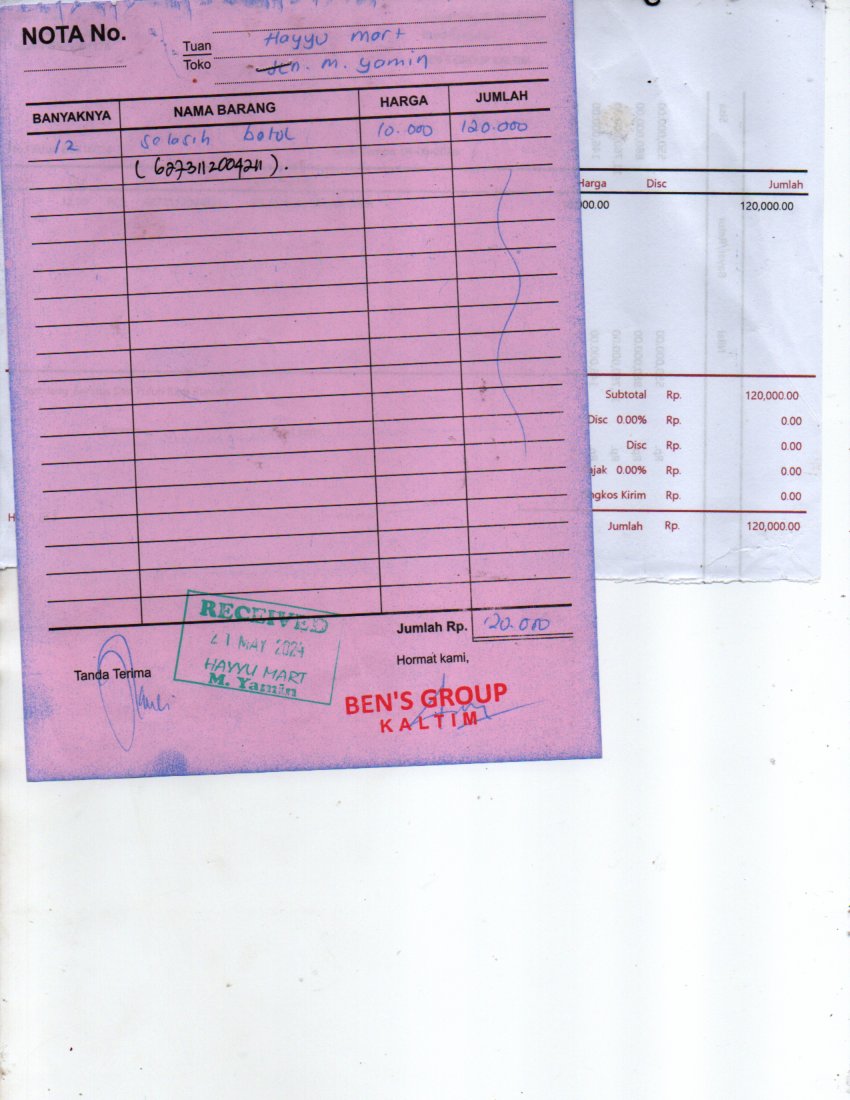 NOTA No.
Tuan Hayyu mart
Toko Jln. M. Yamin
BANYAKNYA NAMA BARANG HARGA JUMLAH
12 selasih botol 10.000 120.000
(6273112004211).
Harga Disc Jumlah
000.00 120,000.00
Subtotal Rp. 120,000.00
Disc 0.00% Rp. 0.00
Disc Rp. 0.00
ajak 0.00% Rp. 0.00
ngkos Kirim Rp. 0.00
Jumlah Rp. 120,000.00
H
RECEIVED
21 MAY 2024
HAYYU MART
M. Yamin
Jumlah Rp. 120.000
Tanda Terima
Hormat kami,
BEN'S GROUP
KALTIM